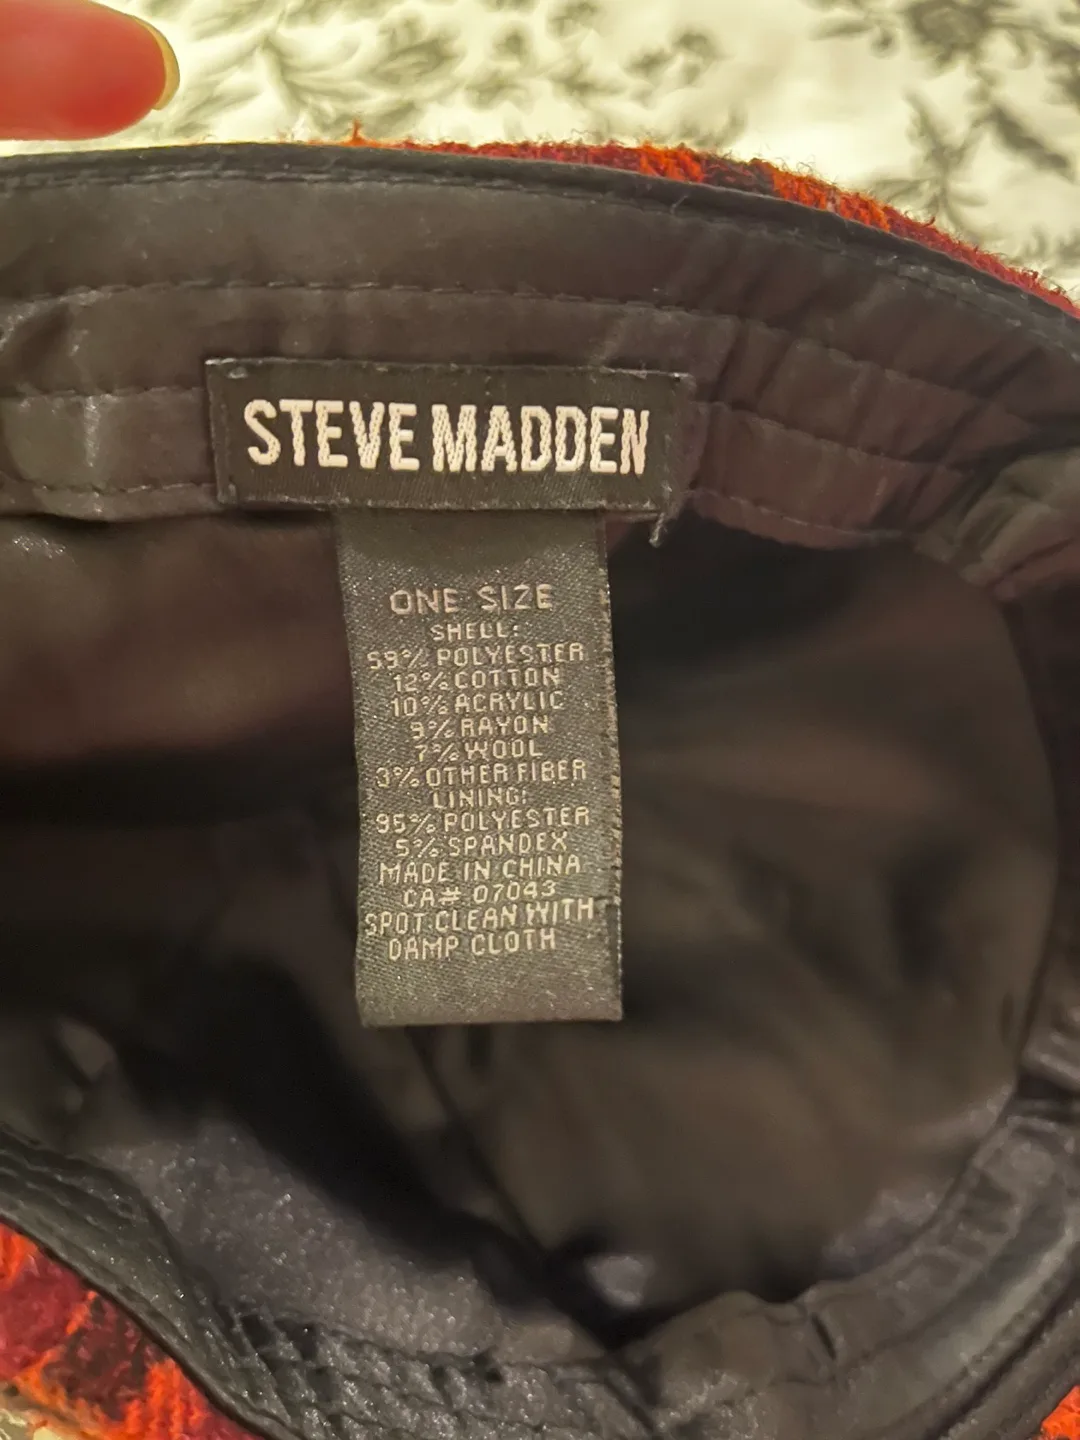 STEVE MADDEN
ONE SIZE
SHELL:
59% POLYESTER
12% COTTON
10% ACRYLIC
9% RAYON
7% WOOL
3% OTHER FIBER
LINING:
95% POLYESTER
5% SPANDEX
MADE IN CHINA
CA# 07043
SPOT CLEAN WITH
DAMP CLOTH